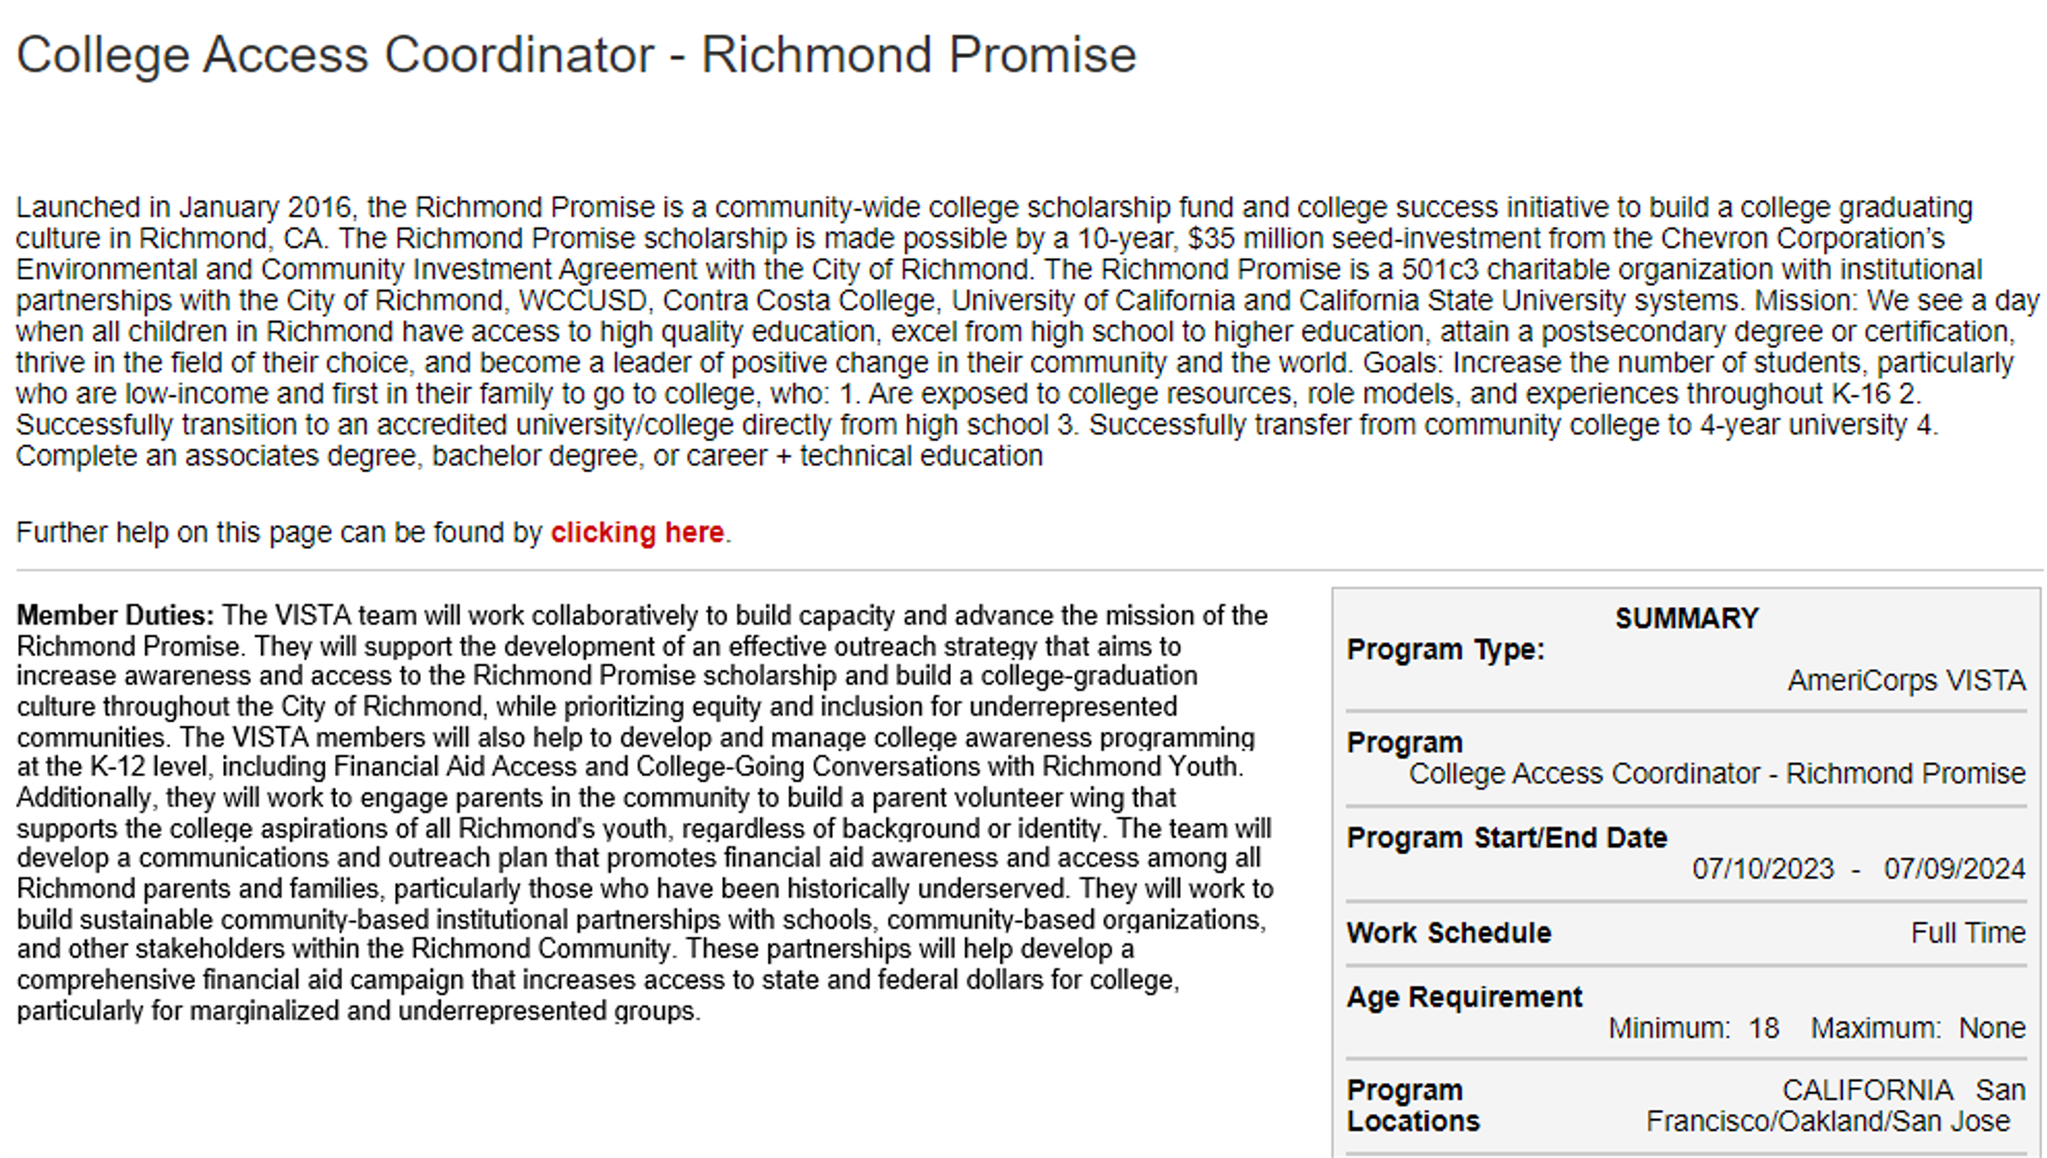 College Access Coordinator - Richmond Promise
Launched in January 2016, the Richmond Promise is a community-wide college scholarship fund and college success initiative to build a college graduating
culture in Richmond, CA. The Richmond Promise scholarship is made possible by a 10-year, $35 million seed-investment from the Chevron Corporation’s
Environmental and Community Investment Agreement with the City of Richmond. The Richmond Promise is a 501c3 charitable organization with institutional
partnerships with the City of Richmond, WCCUSD, Contra Costa College, University of California and California State University systems. Mission: We see a day
when all children in Richmond have access to high quality education, excel from high school to higher education, attain a postsecondary degree or certification,
thrive in the field of their choice, and become a leader of positive change in their community and the world. Goals: Increase the number of students, particularly
who are low-income and first in their family to go to college, who: 1. Are exposed to college resources, role models, and experiences throughout K-16 2.
Successfully transition to an accredited university/college directly from high school 3. Successfully transfer from community college to 4-year university 4.
Complete an associates degree, bachelor degree, or career + technical education
Further help on this page can be found by clicking here.
Member Duties: The VISTA team will work collaboratively to build capacity and advance the mission of the
Richmond Promise. They will support the development of an effective outreach strategy that aims to
increase awareness and access to the Richmond Promise scholarship and build a college-graduation
culture throughout the City of Richmond, while prioritizing equity and inclusion for underrepresented
communities. The VISTA members will also help to develop and manage college awareness programming
at the K-12 level, including Financial Aid Access and College-Going Conversations with Richmond Youth.
Additionally, they will work to engage parents in the community to build a parent volunteer wing that
supports the college aspirations of all Richmond's youth, regardless of background or identity. The team will
develop a communications and outreach plan that promotes financial aid awareness and access among all
Richmond parents and families, particularly those who have been historically underserved. They will work to
build sustainable community-based institutional partnerships with schools, community-based organizations,
and other stakeholders within the Richmond Community. These partnerships will help develop a
comprehensive financial aid campaign that increases access to state and federal dollars for college,
particularly for marginalized and underrepresented groups.
SUMMARY
Program Type:
AmeriCorps VISTA
Program
College Access Coordinator - Richmond Promise
Program Start/End Date
07/10/2023 - 07/09/2024
Work Schedule Full Time
Age Requirement
Minimum: 18 Maximum: None
Program CALIFORNIA San
Locations Francisco/Oakland/San Jose